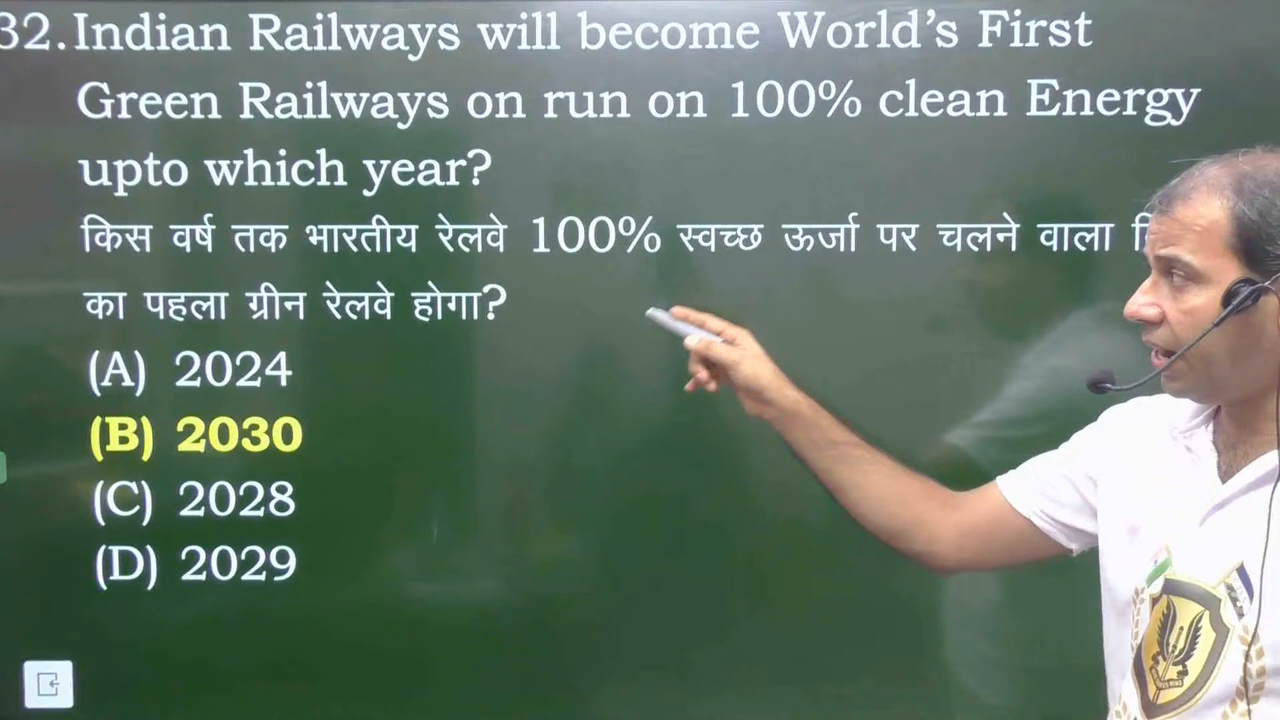 32. Indian Railways will become World's First
Green Railways on run on 100% clean Energy
upto which year?
किस वर्ष तक भारतीय रेलवे 100% स्वच्छ ऊर्जा पर चलने वाला
का पहला ग्रीन रेलवे होगा?
(A) 2024
(B) 2030
(C) 2028
(D) 2029